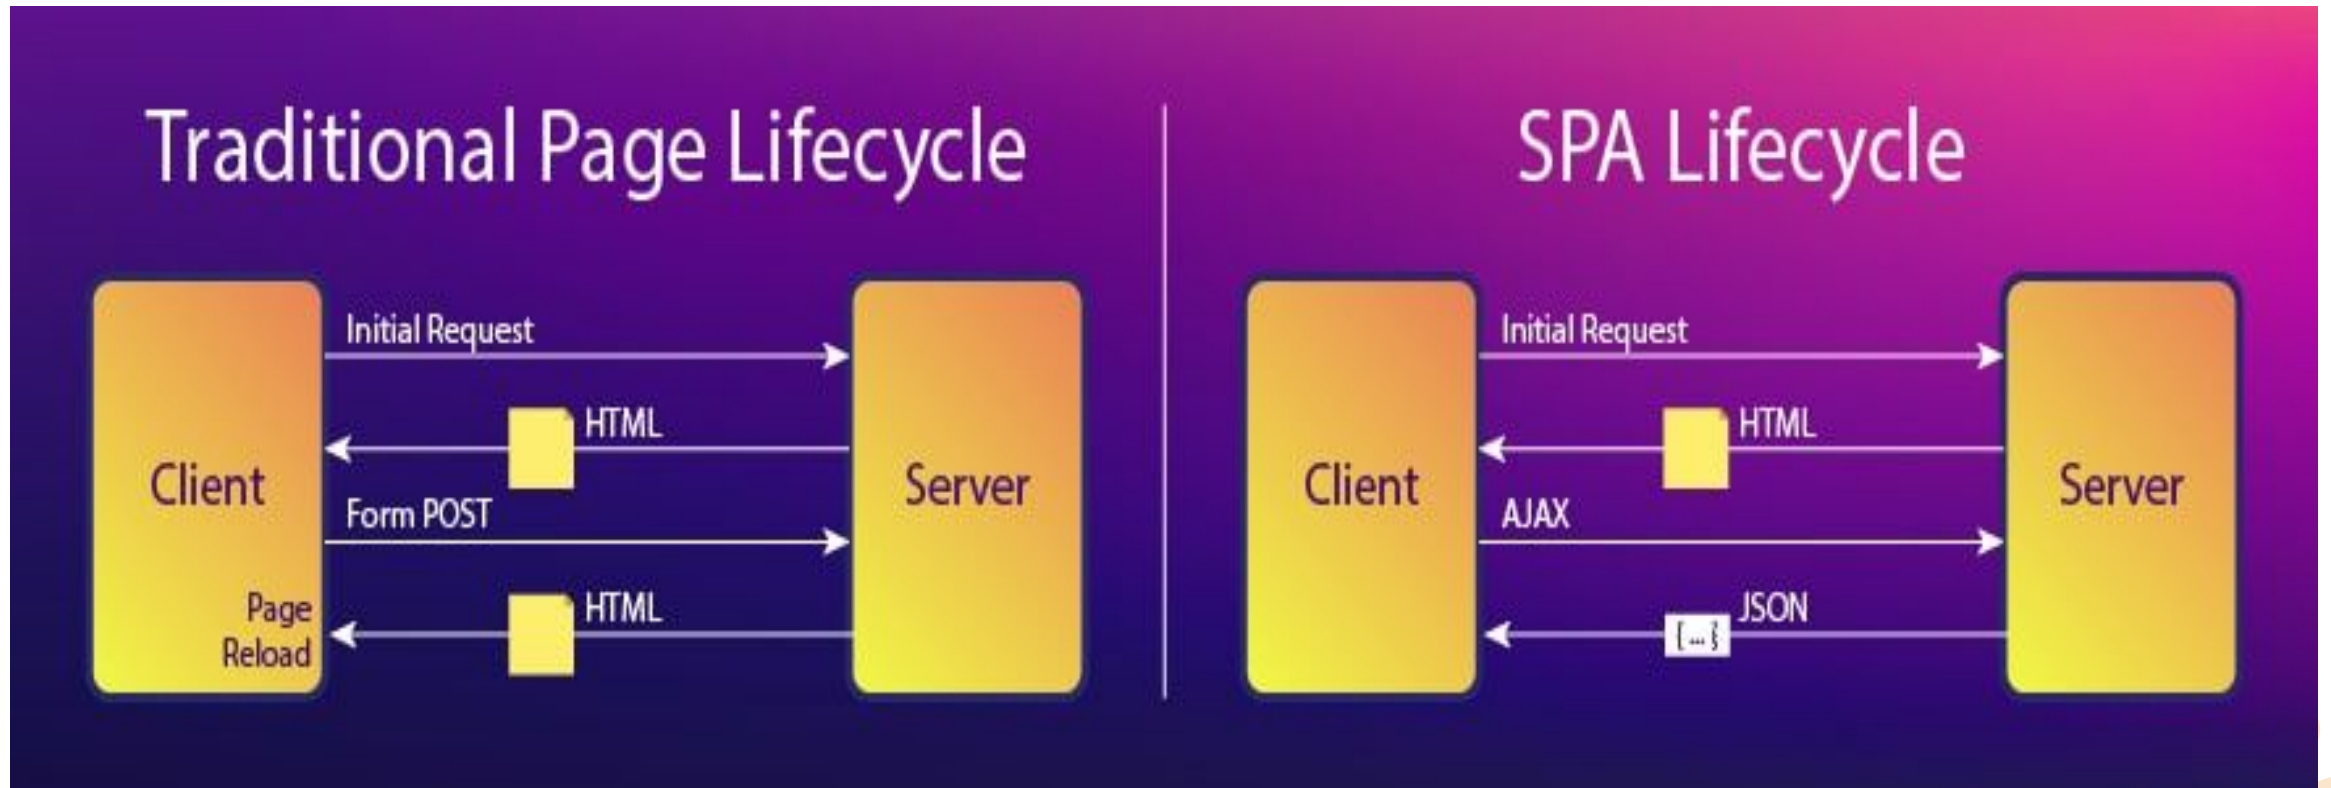 Traditional Page Lifecycle
Client
Initial Request
HTML
Form POST
HTML
Page
Reload
Server
SPA Lifecycle
Client
Initial Request
HTML
AJAX
JSON
{...}
Server